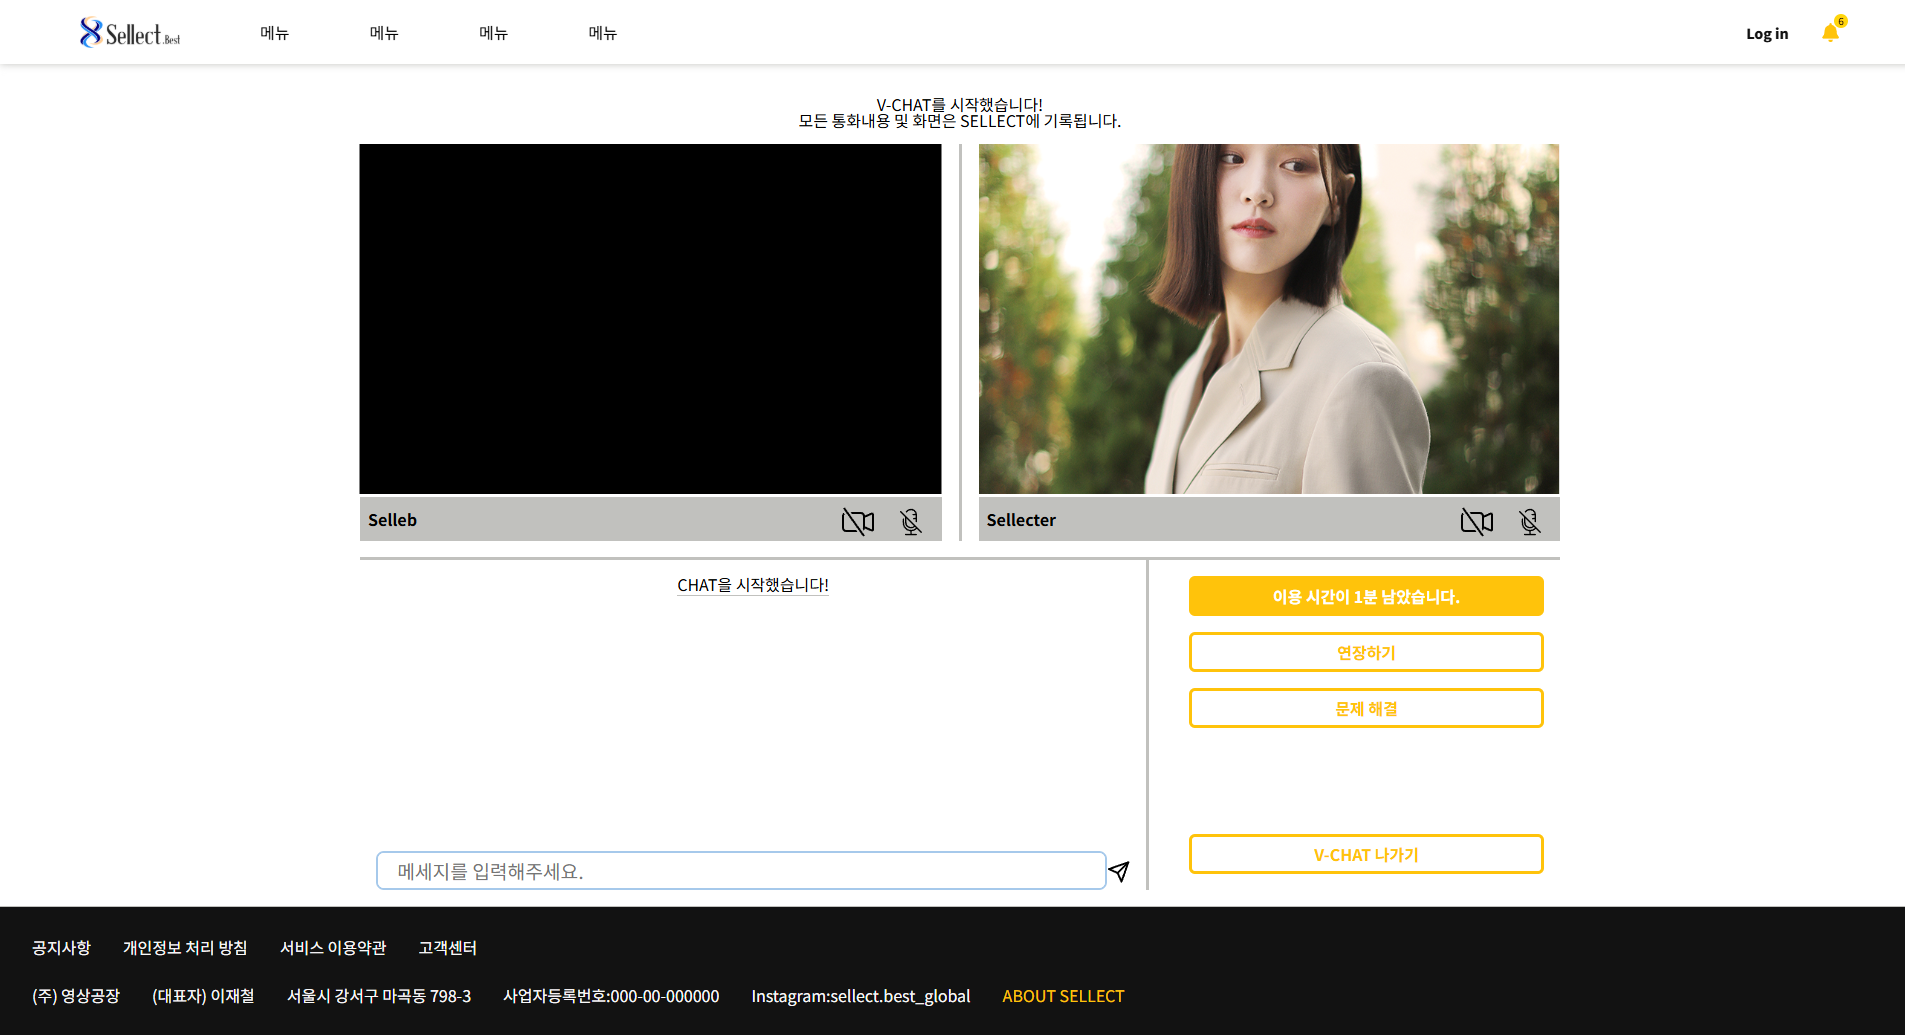 Sellect.Best 메뉴 메뉴 메뉴 메뉴 Log in 6
V-CHAT를 시작했습니다!
모든 통화내용 및 화면은 SELLECT에 기록됩니다.
Selleb
Sellecter
CHAT을 시작했습니다!
이용 시간이 1분 남았습니다.
연장하기
문제 해결
V-CHAT 나가기
메세지를 입력해주세요.
공지사항 개인정보 처리 방침 서비스 이용약관 고객센터
(주) 영상공장 (대표자) 이재철 서울시 강서구 마곡동 798-3 사업자등록번호:000-00-000000 Instagram:sellect.best_global ABOUT SELLECT